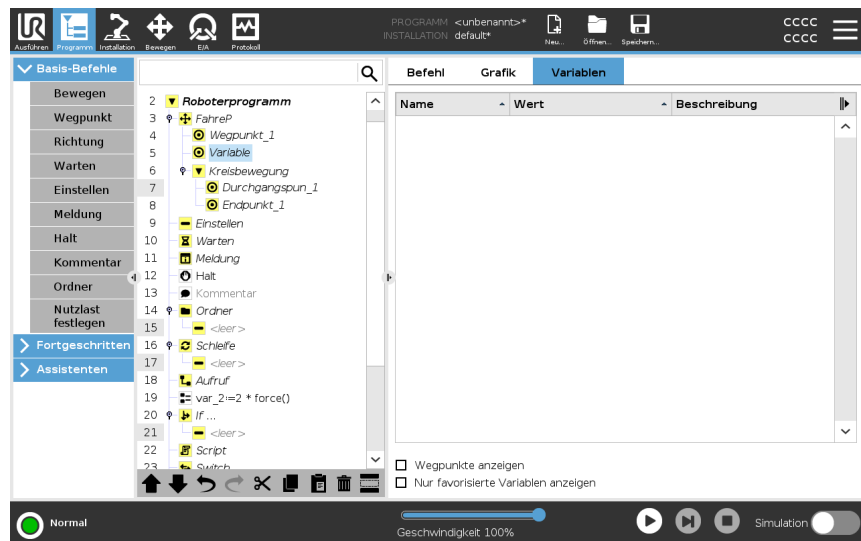 PROGRAMM <unbenannt>*
INSTALLATION default*
Ausführen Programm Installation Bewegen E/A Protokoll
Neu... Öffnen... Speichern...
CCCC
CCCC
Basis-Befehle
Bewegen
Wegpunkt
Richtung
Warten
Einstellen
Meldung
Halt
Kommentar
Ordner
Nutzlast
festlegen
Fortgeschritten
Assistenten
2 Roboterprogramm
3 FahreP
4 Wegpunkt_1
5 Variable
6 Kreisbewegung
7 Durchgangspun_1
8 Endpunkt_1
9 Einstellen
10 Warten
11 Meldung
12 Halt
13 Kommentar
14 Ordner
15 <leer>
16 Schleife
17 <leer>
18 Aufruf
19 var_2:=2 * force()
20 If ...
21 <leer>
22 Script
23 Switch
Befehl Grafik Variablen
Name Wert Beschreibung
Wegpunkte anzeigen
Nur favorisierte Variablen anzeigen
Normal
Geschwindigkeit 100%
Simulation